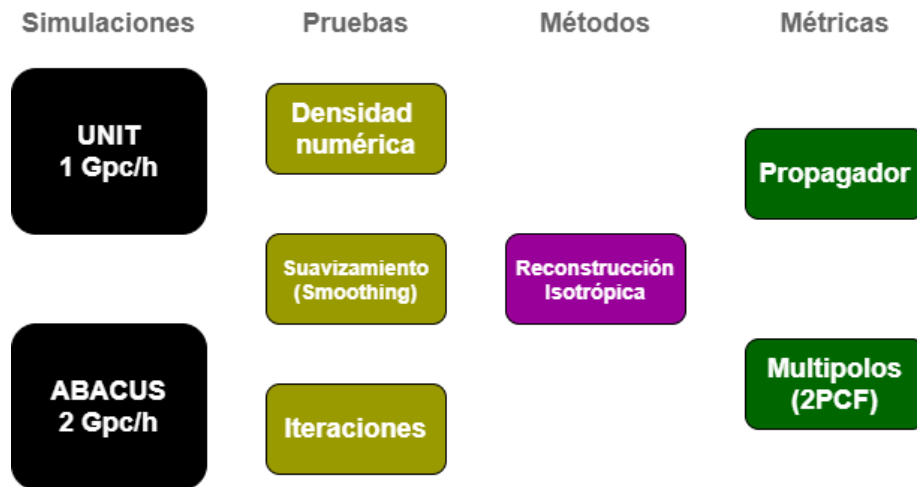 Simulaciones
Pruebas
Métodos
Métricas
UNIT
1 Gpc/h
ABACUS
2 Gpc/h
Densidad
numérica
Suavizamiento
(Smoothing)
Iteraciones
Reconstrucción
Isotrópica
Propagador
Multipolos
(2PCF)